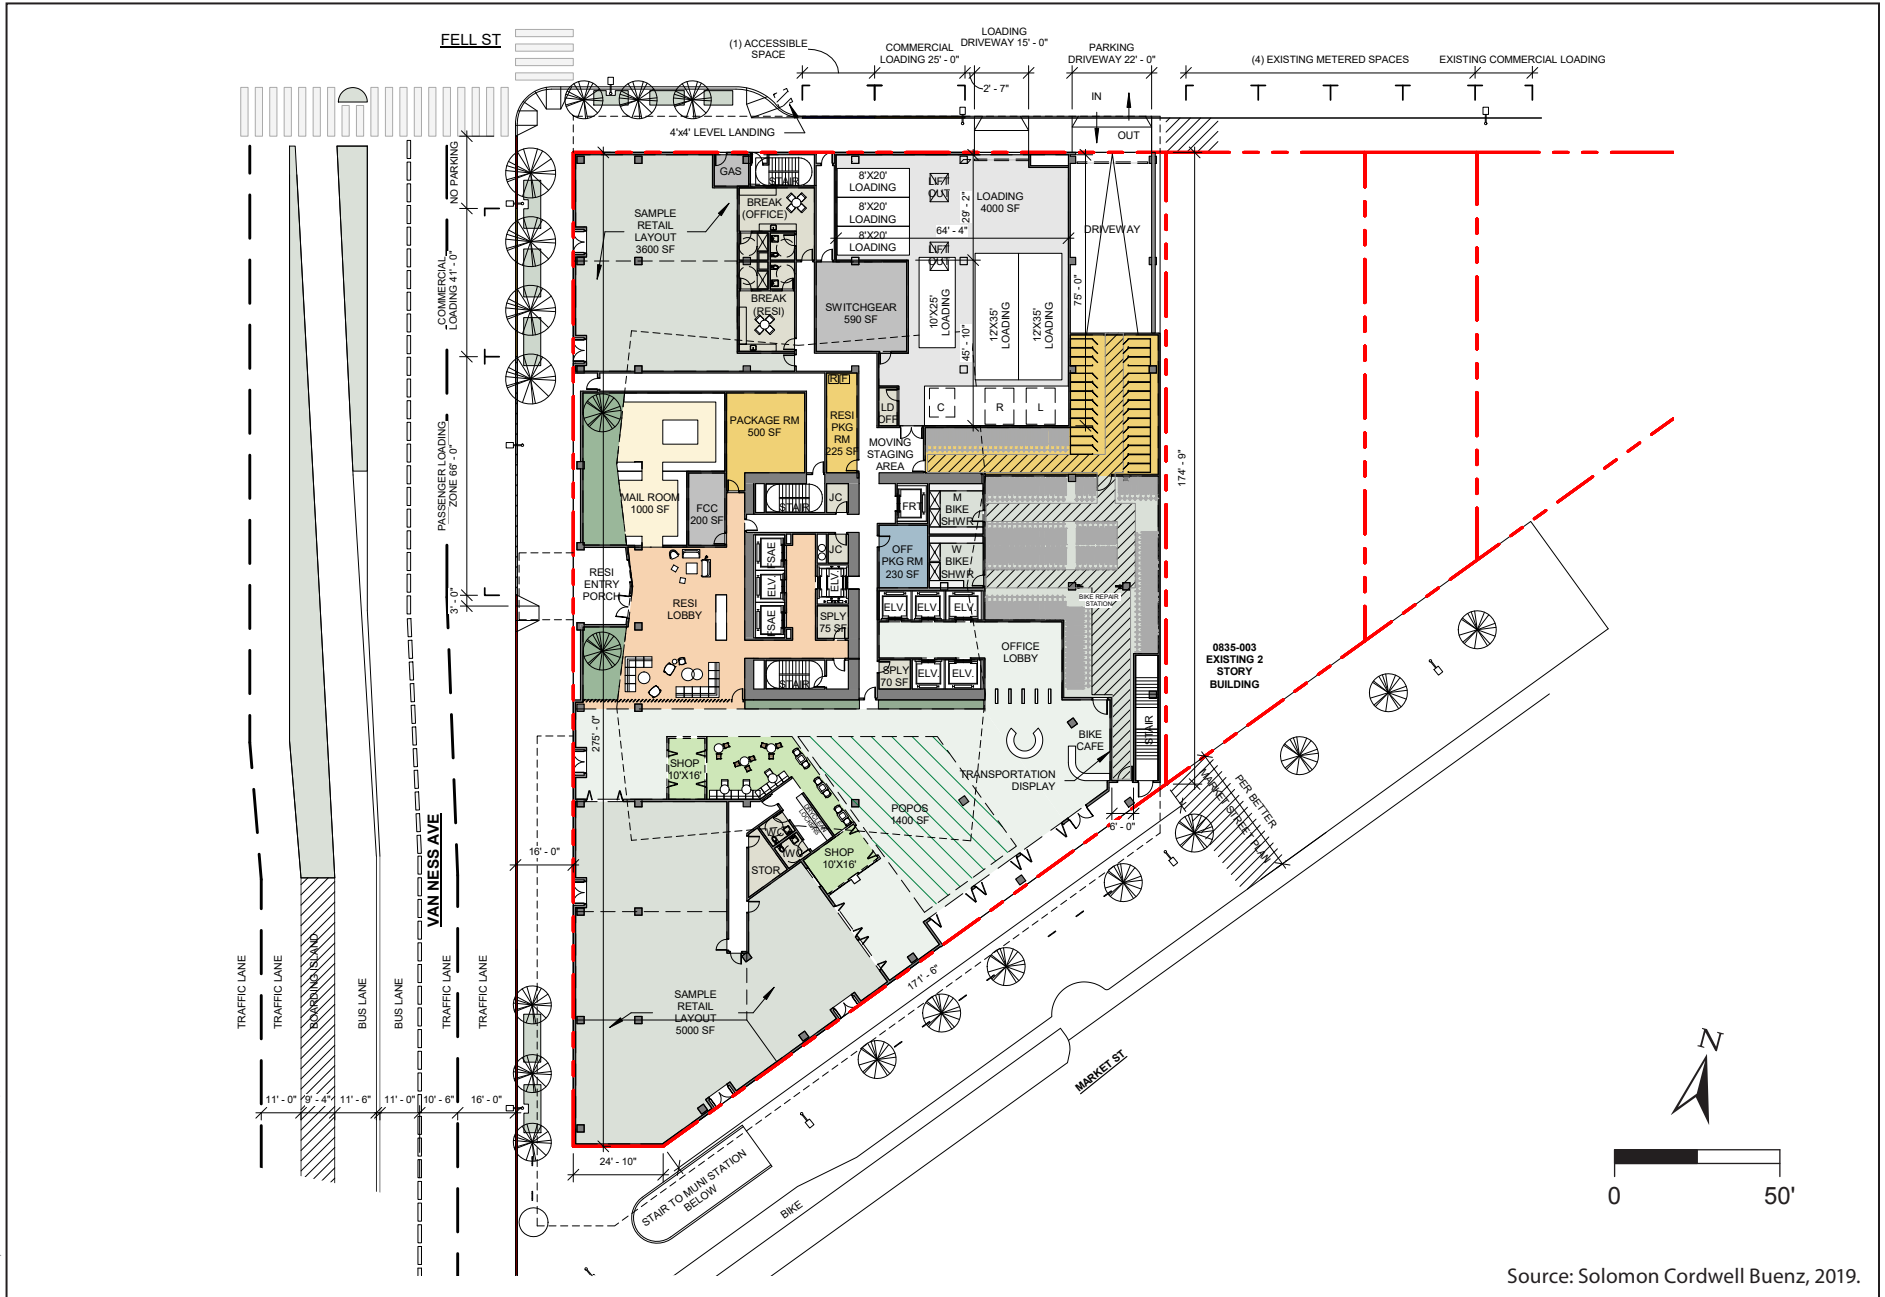 FELL ST
(1) ACCESSIBLE
SPACE
COMMERCIAL
LOADING 25' - 0"
LOADING
DRIVEWAY 15' - 0"
2' - 7"
PARKING
DRIVEWAY 22' - 0"
(4) EXISTING METERED SPACES
EXISTING COMMERCIAL LOADING
IN
OUT
4'x4' LEVEL LANDING
NO PARKING
COMMERCIAL
LOADING 41' - 0"
PASSENGER LOADING
ZONE 66' - 0"
3' - 0"
GAS
STAIR
SAMPLE
RETAIL
LAYOUT
3600 SF
BREAK
(OFFICE)
BREAK
(RESI)
8'X20'
LOADING
8'X20'
LOADING
8'X20'
LOADING
LIFT
OUT
LIFT
OUT
29' - 2"
LOADING
4000 SF
64' - 4"
DRIVEWAY
75' - 0"
SWITCHGEAR
590 SF
10'X25'
LOADING
45' - 10"
12'X35'
LOADING
12'X35'
LOADING
R F
LD
OFF
C
R
L
PACKAGE RM
500 SF
RESI
PKG
RM
225 SF
MOVING
STAGING
AREA
MAIL ROOM
1000 SF
FCC
200 SF
STAIR
JC
FRT
M
BIKE
SHWR
174' - 9"
FSAE
ELV.
FSAE
JC
ELV.
OFF
PKG RM
230 SF
W
BIKE
SHWR
RESI
ENTRY
PORCH
RESI
LOBBY
SPLY
75 SF
ELV.
ELV.
ELV.
BIKE REPAIR
STATION
STAIR
SPLY
70 SF
ELV.
ELV.
OFFICE
LOBBY
0835-003
EXISTING 2
STORY
BUILDING
275' - 0"
SHOP
10'X16'
BIKE
CAFE
STAIR
TRANSPORTATION
DISPLAY
POPOS
1400 SF
6' - 0"
PER BETTER
MARKET STREET PLAN
WC
WC
STOR
SHOP
10'X16'
16' - 0"
VAN NESS AVE
TRAFFIC LANE
TRAFFIC LANE
BOARDING ISLAND
BUS LANE
BUS LANE
TRAFFIC LANE
TRAFFIC LANE
SAMPLE
RETAIL
LAYOUT
5000 SF
171' - 6"
MARKET ST
11' - 0"
9' - 4"
11' - 6"
11' - 0"
10' - 6"
16' - 0"
24' - 10"
STAIR TO MUNI STATION
BELOW
BIKE
N
0
50'
Source: Solomon Cordwell Buenz, 2019.